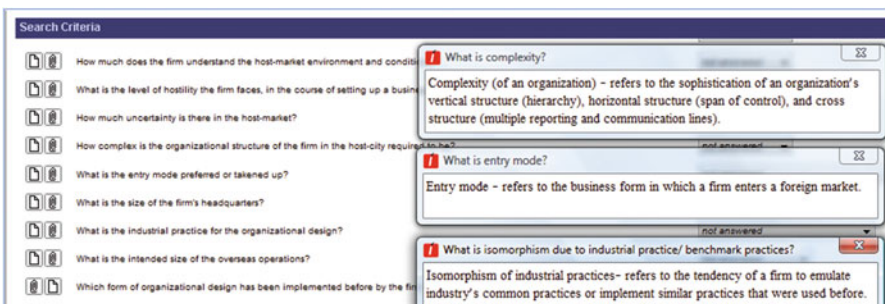 Search Criteria
How much does the firm understand the host-market environment and conditi
What is the level of hostility the firm faces, in the course of setting up a busine
How much uncertainty is there in the host-market?
How complex is the organizational structure of the firm in the host-city required to be?
not answered
What is the entry mode preferred or takened up?
What is the size of the firm's headquarters?
What is the industrial practice for the organizational design?
not answered
What is the intended size of the overseas operations?
Which form of organizational design has been implemented before by the fir
What is complexity?
Complexity (of an organization) - refers to the sophistication of an organization's
vertical structure (hierarchy), horizontal structure (span of control), and cross
structure (multiple reporting and communication lines).
What is entry mode?
Entry mode - refers to the business form in which a firm enters a foreign market.
What is isomorphism due to industrial practice/ benchmark practices?
Isomorphism of industrial practices- refers to the tendency of a firm to emulate
industry's common practices or implement similar practices that were used before.